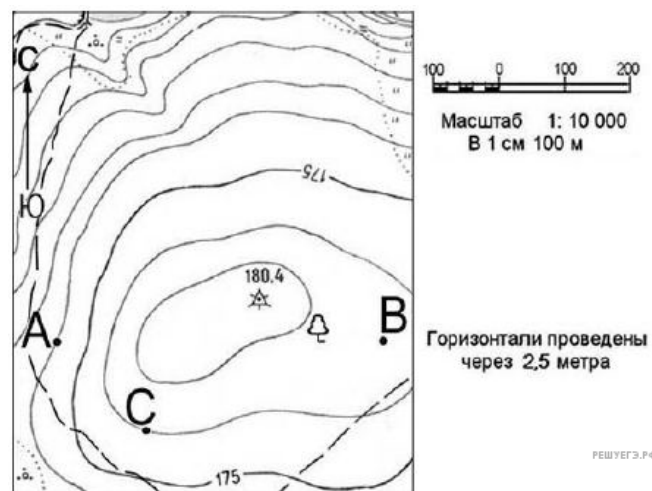 С
Ю
175
180.4
А
В
С
175
100 0 100 200
Масштаб 1: 10 000
В 1 см 100 м
Горизонтали проведены
через 2,5 метра
РЕШУЕГЭ.РФ